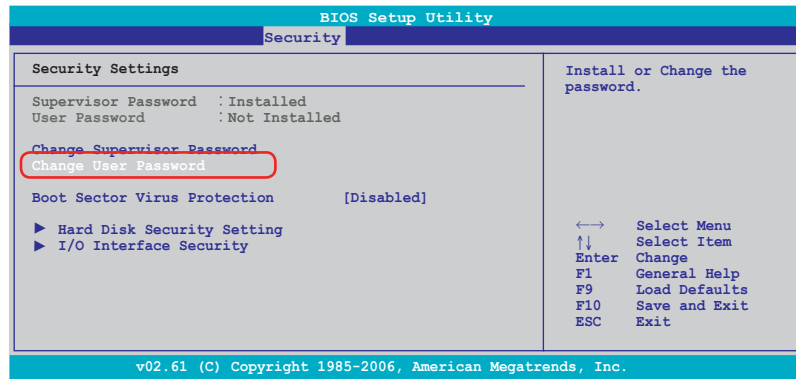 BIOS Setup Utility
Security
Security Settings
Supervisor Password : Installed
User Password : Not Installed
Change Supervisor Password
Change User Password
Boot Sector Virus Protection [Disabled]
▶ Hard Disk Security Setting
▶ I/O Interface Security
Install or Change the
password.
←→ Select Menu
↑↓ Select Item
Enter Change
F1 General Help
F9 Load Defaults
F10 Save and Exit
ESC Exit
v02.61 (C) Copyright 1985-2006, American Megatrends, Inc.